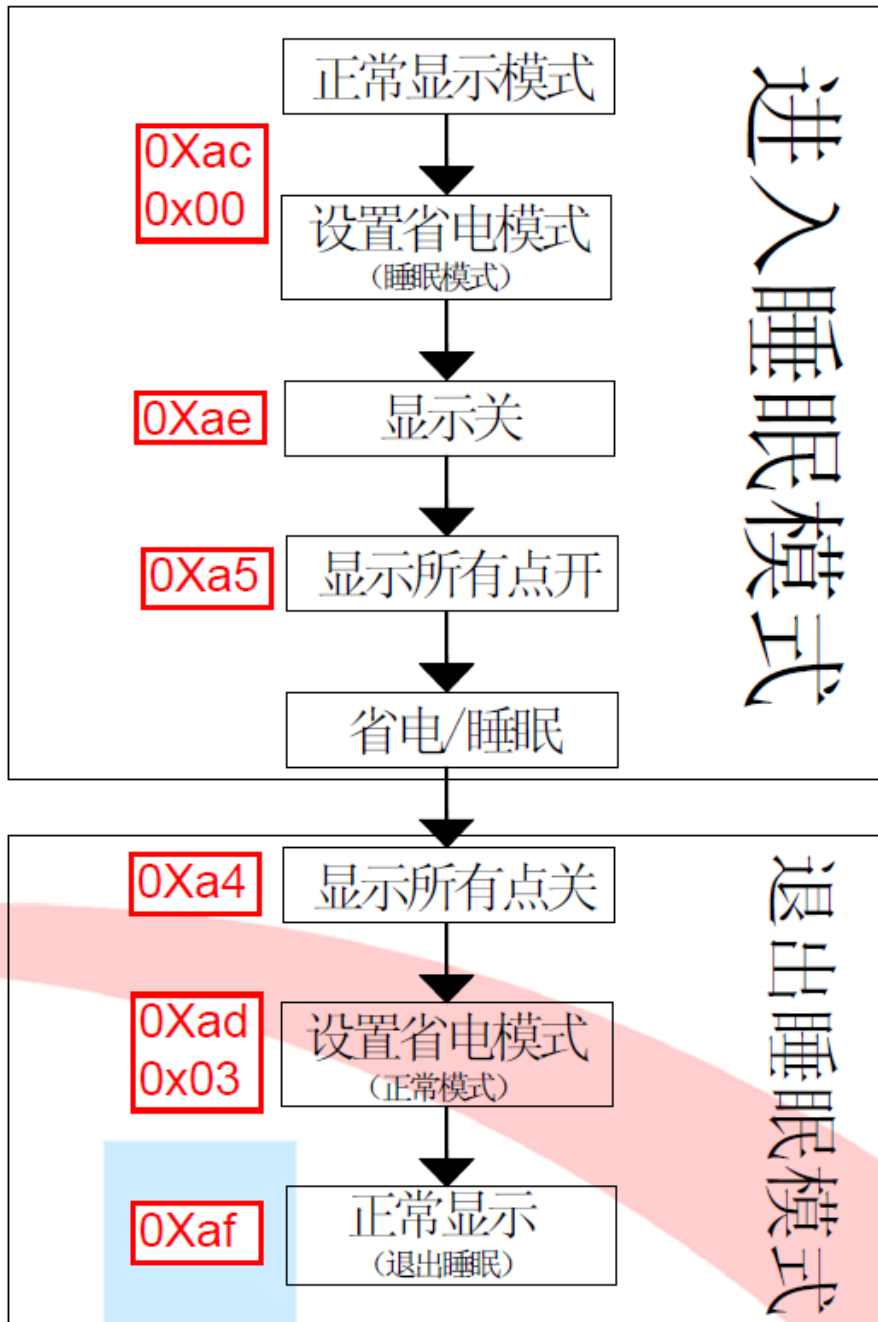 正常显示模式
0Xac
0x00
设置省电模式
（睡眠模式）
0Xae
显示关
0Xa5
显示所有点开
省电/睡眠
进入睡眠模式
0Xa4
显示所有点关
0Xad
0x03
设置省电模式
（正常模式）
0Xaf
正常显示
（退出睡眠）
退出睡眠模式